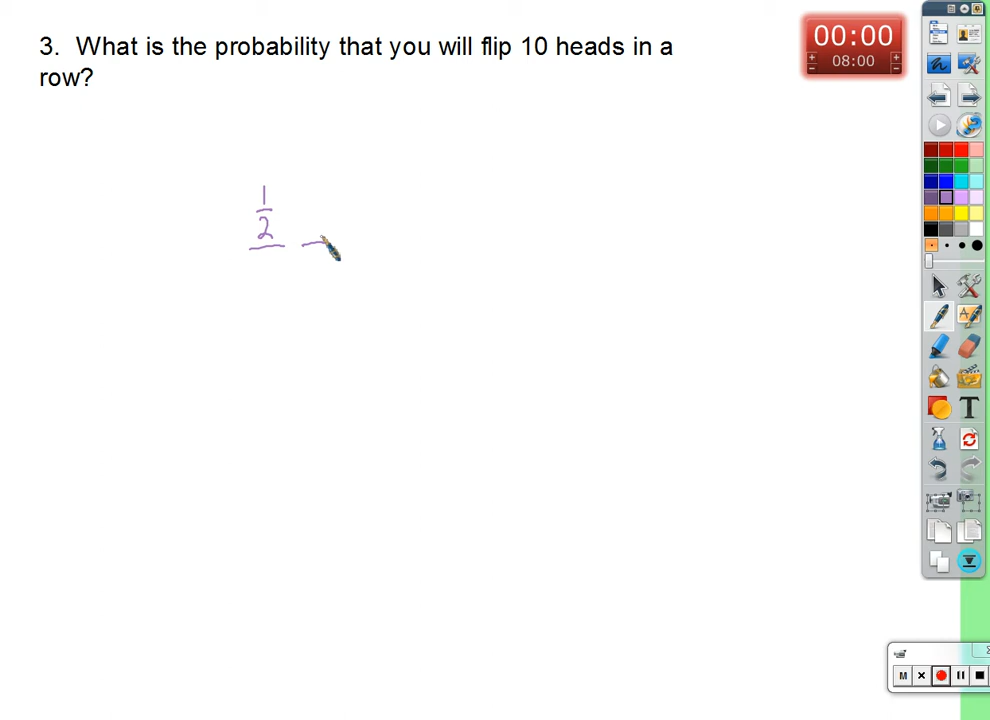 3. What is the probability that you will flip 10 heads in a
row?
00:00
08:00
1
2
T
M